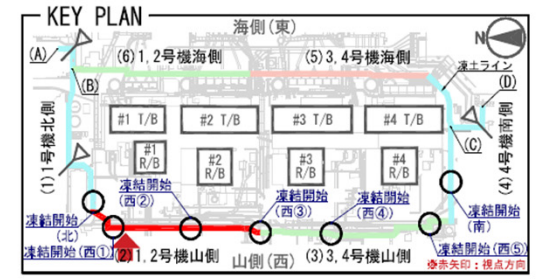 KEY PLAN
海側(東)
N
(A)
(6)1,2号機海側
(5)3,4号機海側
凍土ライン
(B)
(D)
#1 T/B
#2 T/B
#3 T/B
#4 T/B
(C)
(1)1号機北側
(4)4号機南側
#1
R/B
#2
R/B
#3
R/B
#4
R/B
凍結開始
(西②)
凍結開始
(北)
凍結開始
(西①)
凍結開始
(西③)
凍結開始
(西④)
凍結開始
(南)
凍結開始
(西⑤)
(2)1,2号機山側
山側(西)
(3)3,4号機山側
※赤矢印:視点方向